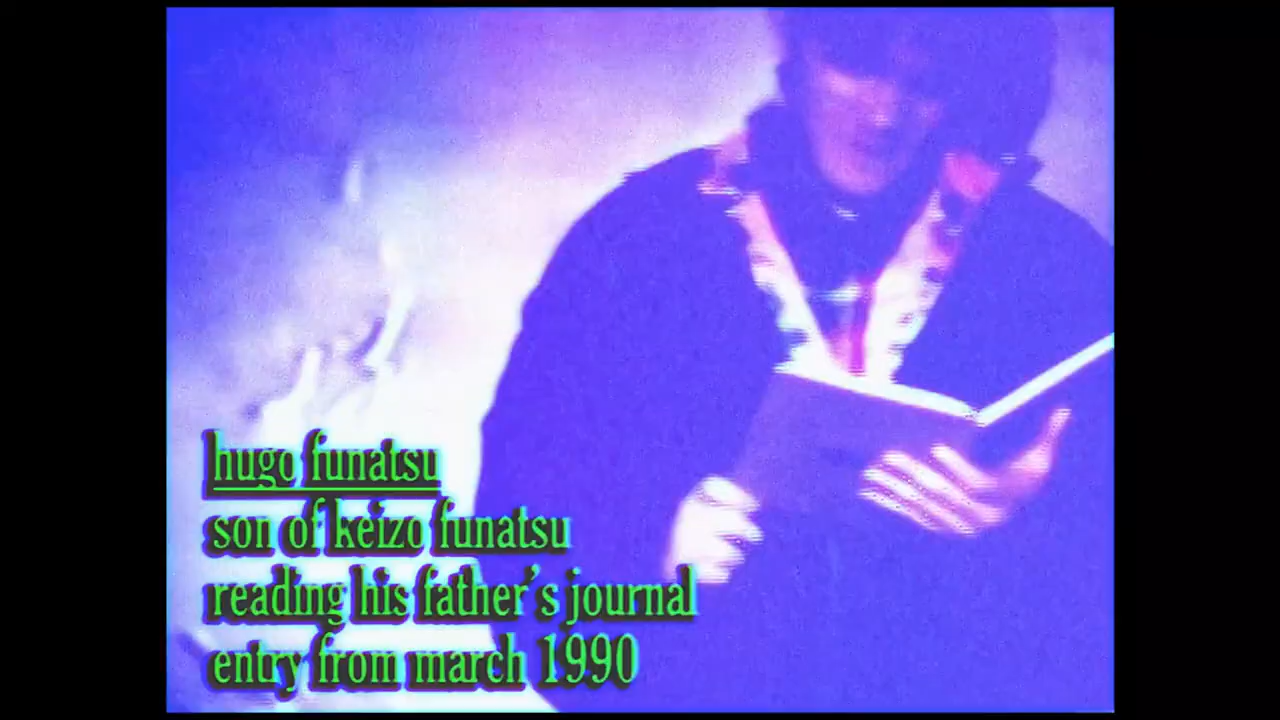 hugo funatsu
son of keizo funatsu
reading his father's journal
entry from march 1990